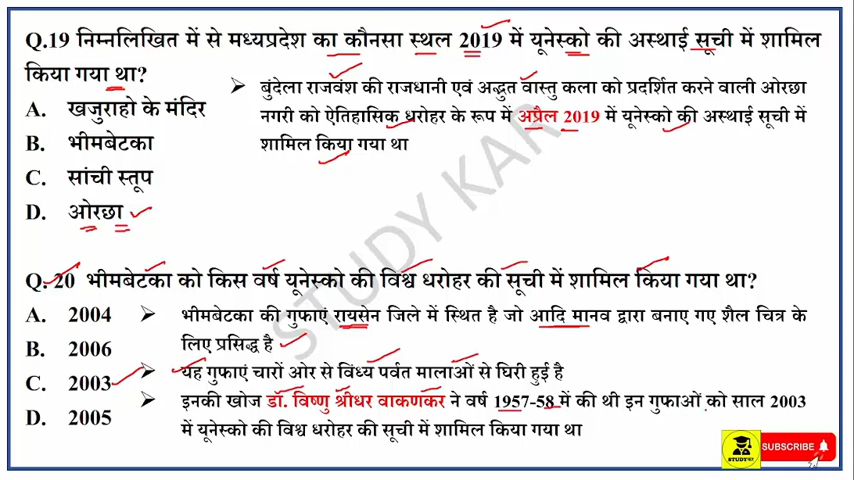 Q.19 निम्नलिखित में से मध्यप्रदेश का कौनसा स्थल 2019 में यूनेस्को की अस्थाई सूची में शामिल
किया गया था?
A. खजुराहो के मंदिर
B. भीमबेटका
C. सांची स्तूप
D. ओरछा
➤ बुंदेला राजवंश की राजधानी एवं अद्भुत वास्तु कला को प्रदर्शित करने वाली ओरछा
नगरी को ऐतिहासिक धरोहर के रूप में अप्रैल 2019 में यूनेस्को की अस्थाई सूची में
शामिल किया गया था
STUDY KAR
Q. 20 भीमबेटका को किस वर्ष यूनेस्को की विश्व धरोहर की सूची में शामिल किया गया था?
A. 2004
B. 2006
C. 2003
D. 2005
➤ भीमबेटका की गुफाएं रायसेन जिले में स्थित है जो आदि मानव द्वारा बनाए गए शैल चित्र के
लिए प्रसिद्ध है
➤ यह गुफाएं चारों ओर से विंध्य पर्वत मालाओं से घिरी हुई है
➤ इनकी खोज डॉ. विष्णु श्रीधर वाकणकर ने वर्ष 1957-58 में की थी इन गुफाओं को साल 2003
में यूनेस्को की विश्व धरोहर की सूची में शामिल किया गया था
STUDY कर
SUBSCRIBE